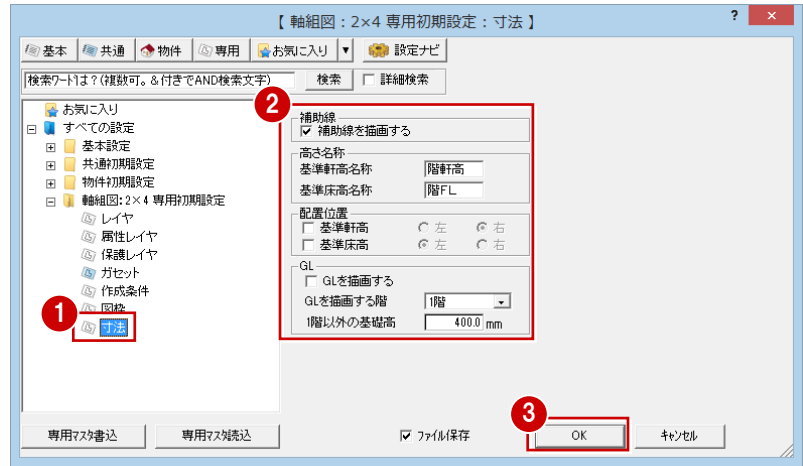 【 軸組図：2×4 専用初期設定：寸法 】
? ×
基本 共通 物件 専用 お気に入り ▼ 設定ナビ
検索ワードは？(複数可。&付きでAND検索文字) 検索 詳細検索
お気に入り
すべての設定
基本設定
共通初期設定
物件初期設定
軸組図:2×4 専用初期設定
レイヤ
属性レイヤ
保護レイヤ
ガセット
作成条件
図枠
1
寸法
2
補助線
補助線を描画する
高さ名称
基準軒高名称 階軒高
基準床高名称 階FL
配置位置
基準軒高 左 右
基準床高 左 右
GL
GLを描画する
GLを描画する階 1階
1階以外の基礎高 400.0 mm
3
専用マスタ書込 専用マスタ読込 ファイル保存 OK キャンセル